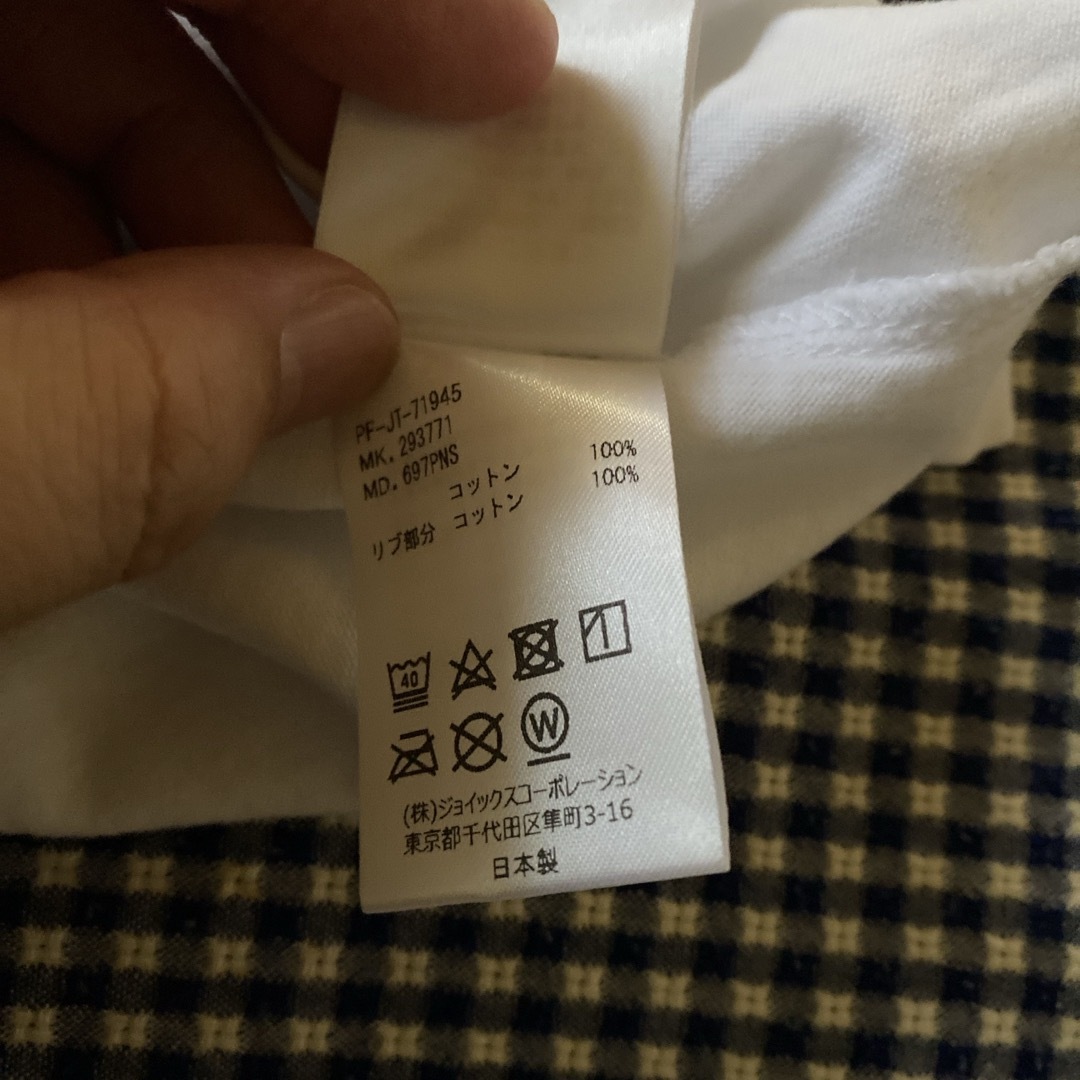 PF-JT-71945
MK. 293771
MD. 697PNS
コットン 100%
リブ部分 コットン 100%
40
W
(株)ジョイックスコーポレーション
東京都千代田区隼町3-16
日本製